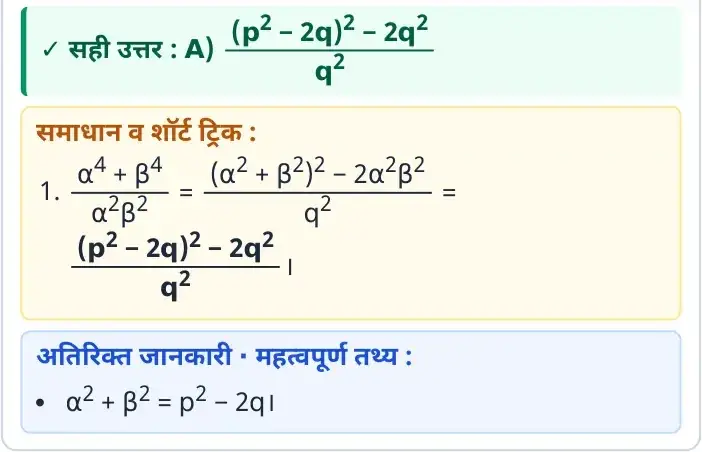 ✓ सही उत्तर : A) (p² – 2q)² – 2q² / q²
समाधान व शॉर्ट ट्रिक :
1. α⁴ + β⁴ / α²β² = (α² + β²)² – 2α²β² / q² =
(p² – 2q)² – 2q² / q² ।
अतिरिक्त जानकारी · महत्वपूर्ण तथ्य :
• α² + β² = p² – 2q।